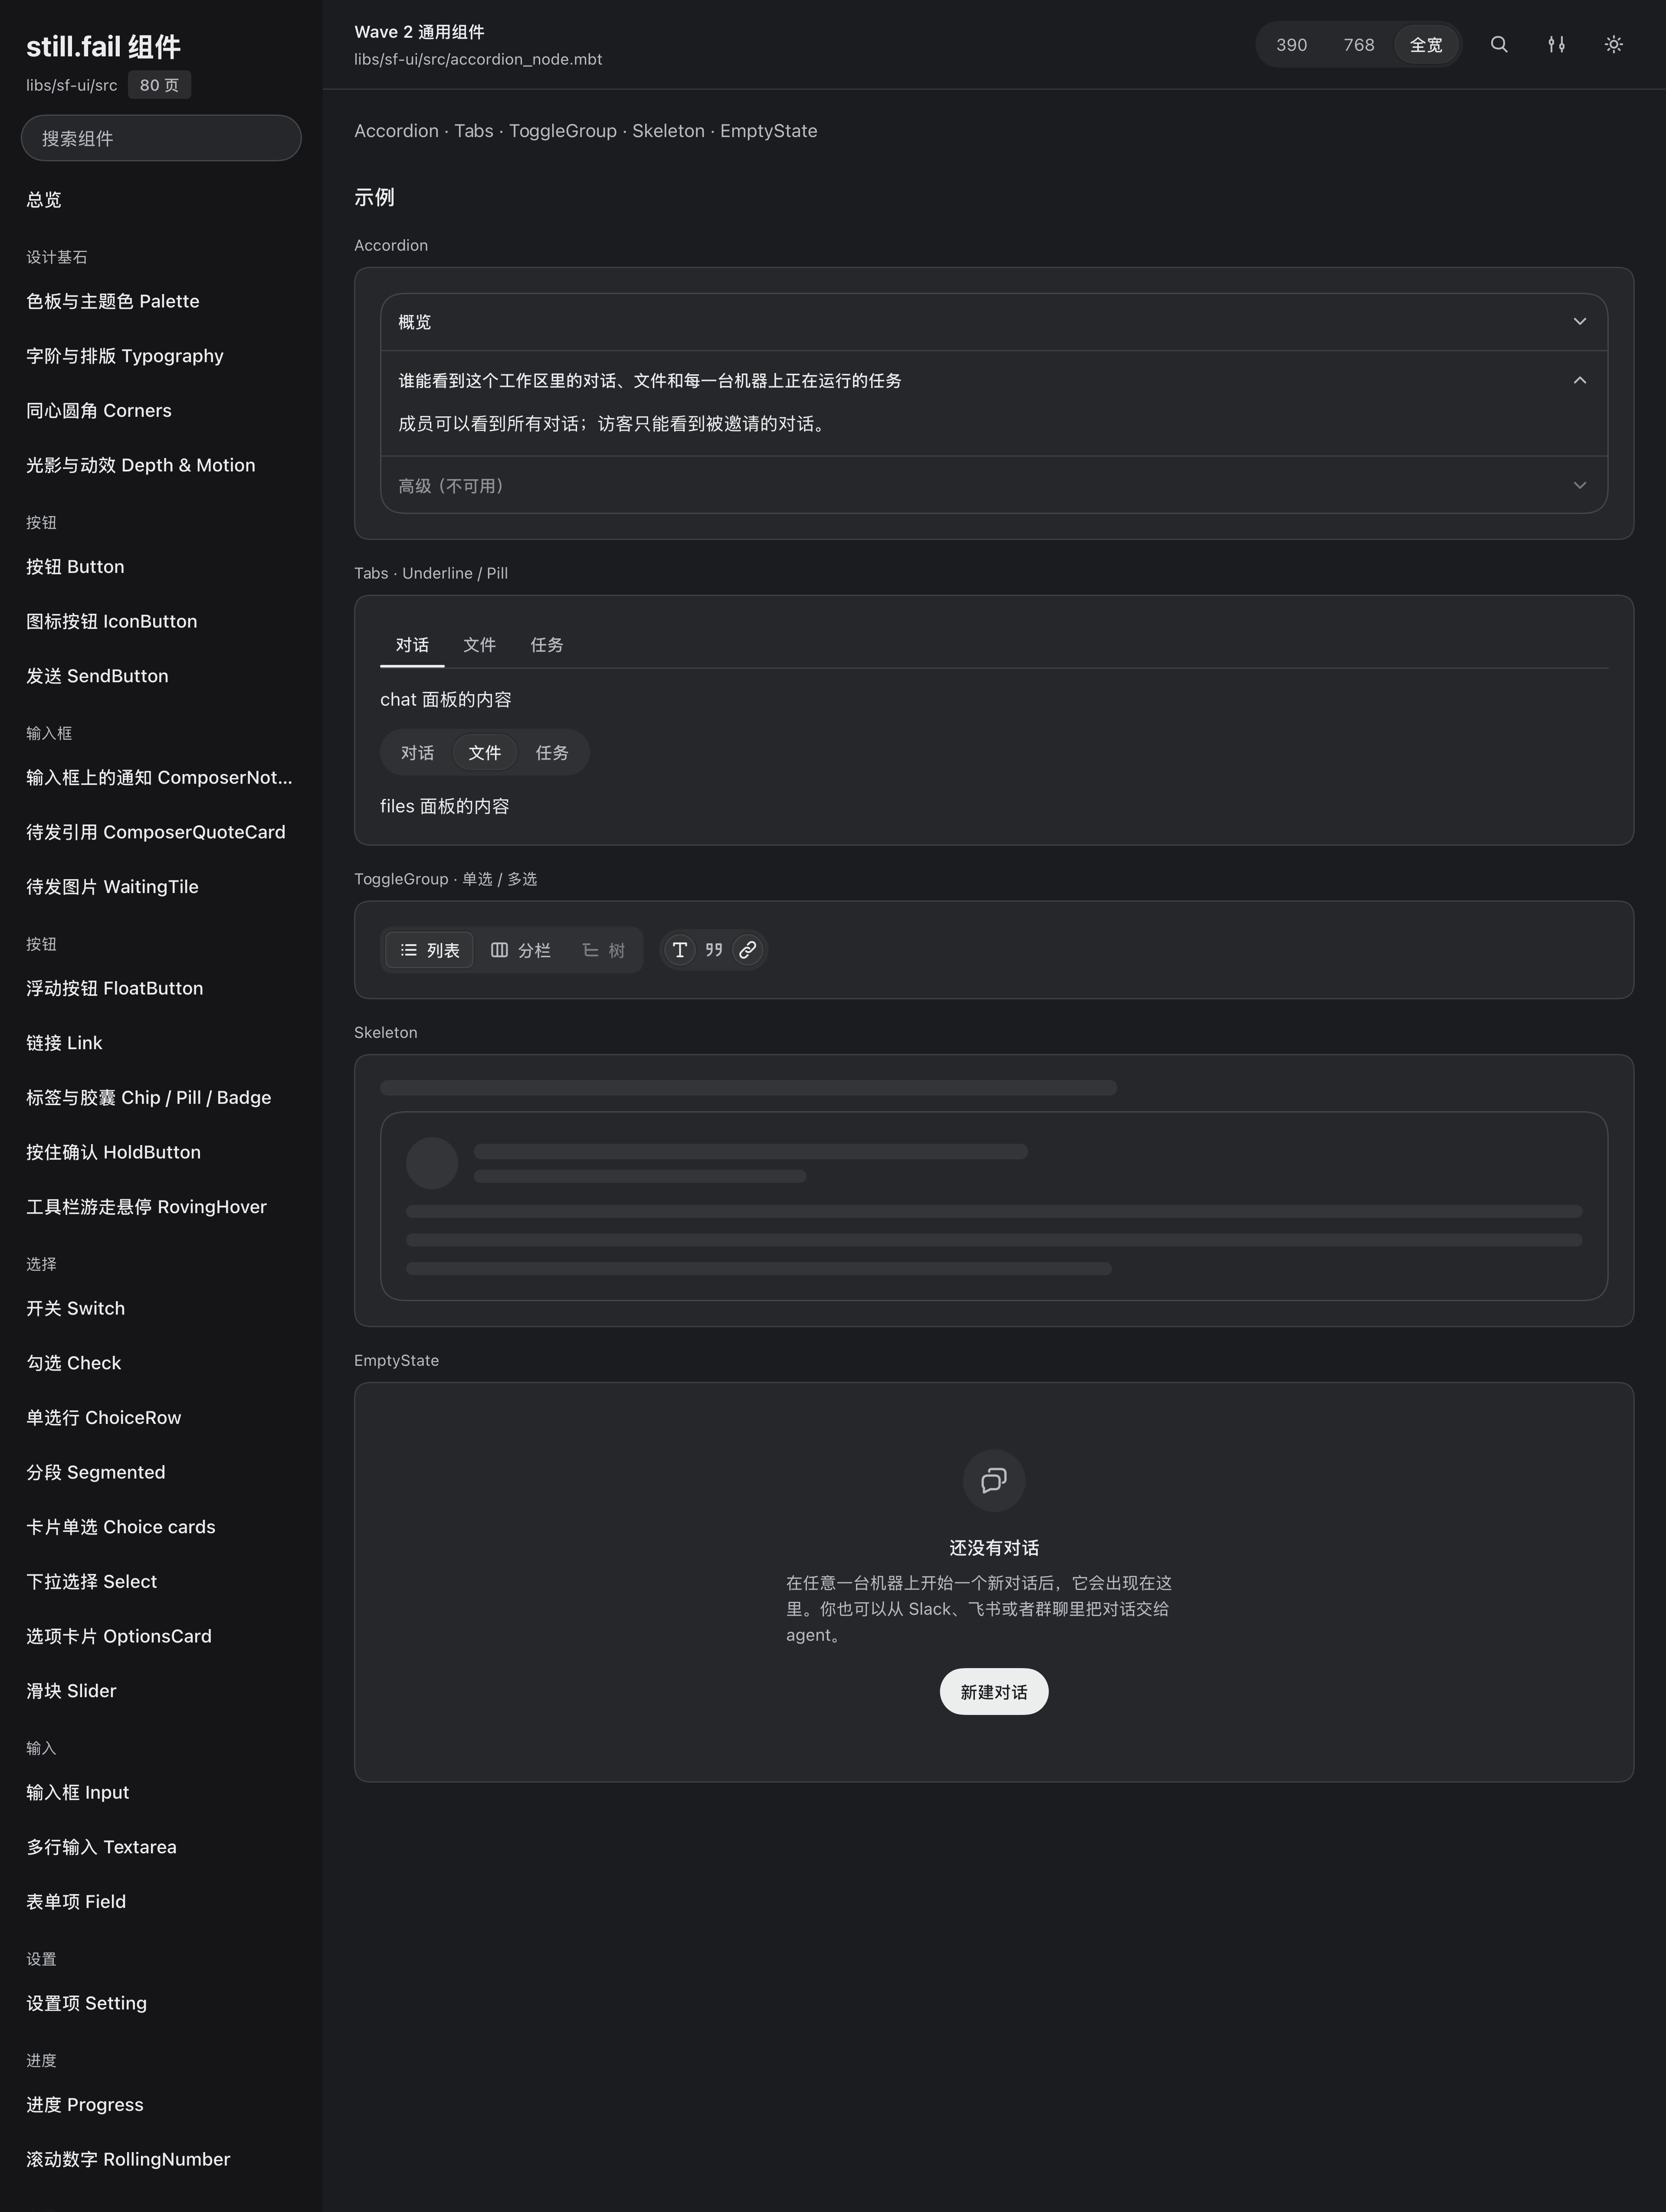 still.fail 组件
libs/sf-ui/src 80 页
搜索组件
总览
设计基石
色板与主题色 Palette
字阶与排版 Typography
同心圆角 Corners
光影与动效 Depth & Motion
按钮
按钮 Button
图标按钮 IconButton
发送 SendButton
输入框
输入框上的通知 ComposerNot...
待发引用 ComposerQuoteCard
待发图片 WaitingTile
按钮
浮动按钮 FloatButton
链接 Link
标签与胶囊 Chip / Pill / Badge
按住确认 HoldButton
工具栏游走悬停 RovingHover
选择
开关 Switch
勾选 Check
单选行 ChoiceRow
分段 Segmented
卡片单选 Choice cards
下拉选择 Select
选项卡片 OptionsCard
滑块 Slider
输入
输入框 Input
多行输入 Textarea
表单项 Field
设置
设置项 Setting
进度
进度 Progress
滚动数字 RollingNumber
Wave 2 通用组件
libs/sf-ui/src/accordion_node.mbt
390 768 全宽
Accordion · Tabs · ToggleGroup · Skeleton · EmptyState
示例
Accordion
概览
谁能看到这个工作区里的对话、文件和每一台机器上正在运行的任务
成员可以看到所有对话；访客只能看到被邀请的对话。
高级（不可用）
Tabs · Underline / Pill
对话 文件 任务
chat 面板的内容
对话 文件 任务
files 面板的内容
ToggleGroup · 单选 / 多选
列表 分栏 树
Skeleton
EmptyState
还没有对话
在任意一台机器上开始一个新对话后，它会出现在这
里。你也可以从 Slack、飞书或者群聊里把对话交给
agent。
新建对话